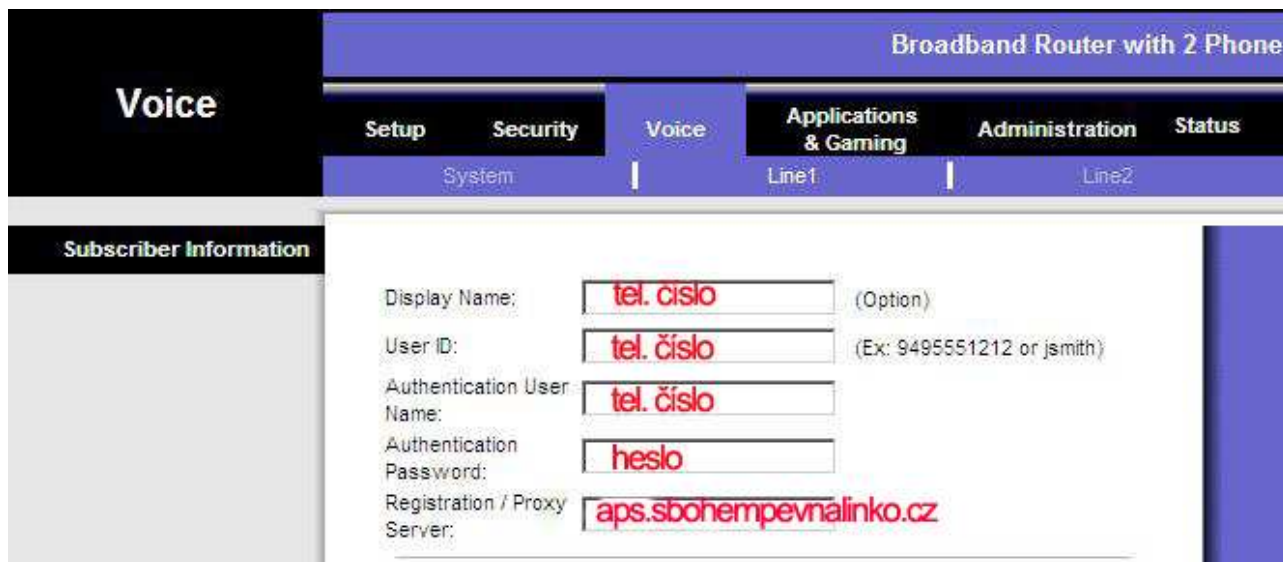 Broadband Router with 2 Phone
Voice
Setup Security Voice Applications & Gaming Administration Status
System Line1 Line2
Subscriber Information
Display Name: tel. číslo (Option)
User ID: tel. číslo (Ex: 9495551212 or jsmith)
Authentication User
Name: tel. číslo
Authentication
Password: heslo
Registration / Proxy
Server: aps.sbohempevnalinko.cz